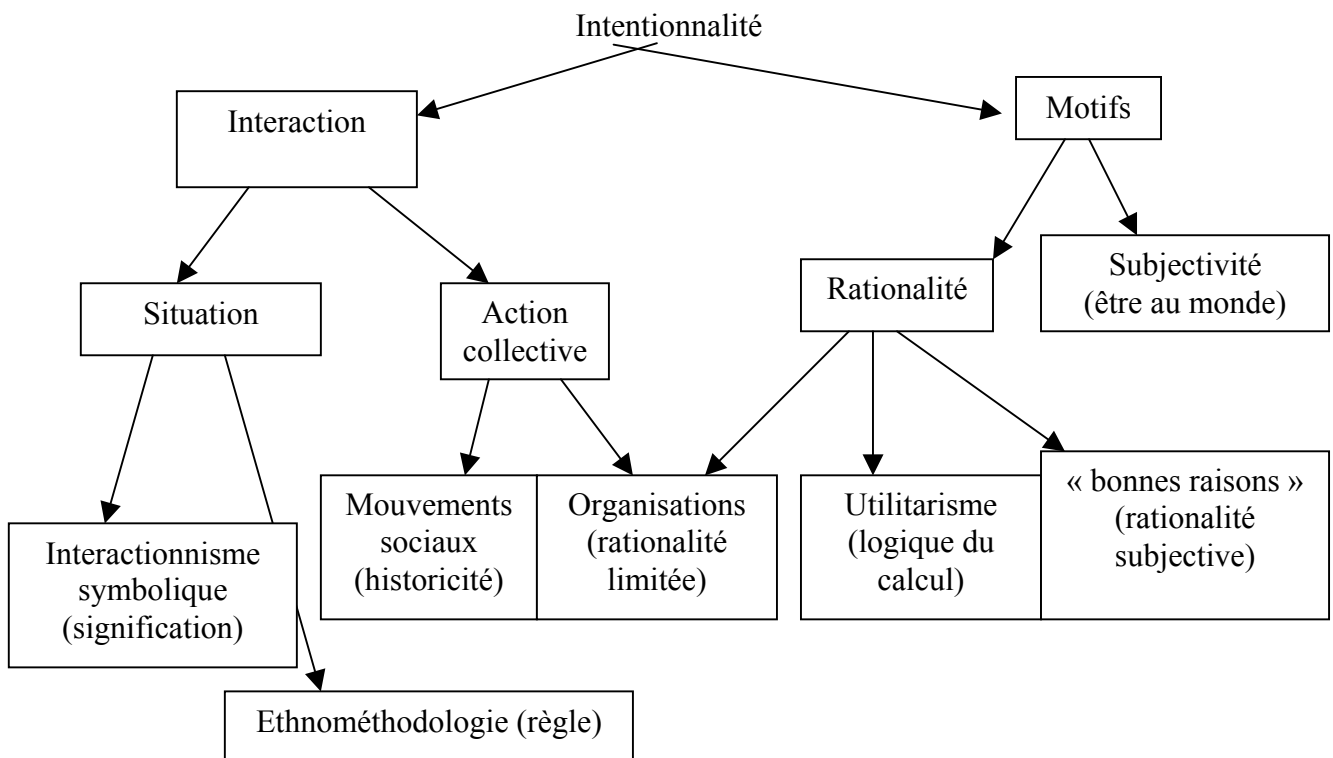 Intentionnalité
Interaction
Motifs
Situation
Action
collective
Rationalité
Subjectivité
(être au monde)
Interactionnisme
symbolique
(signification)
Mouvements
sociaux
(historicité)
Organisations
(rationalité
limitée)
Utilitarisme
(logique du
calcul)
« bonnes raisons »
(rationalité
subjective)
Ethnométhodologie (règle)